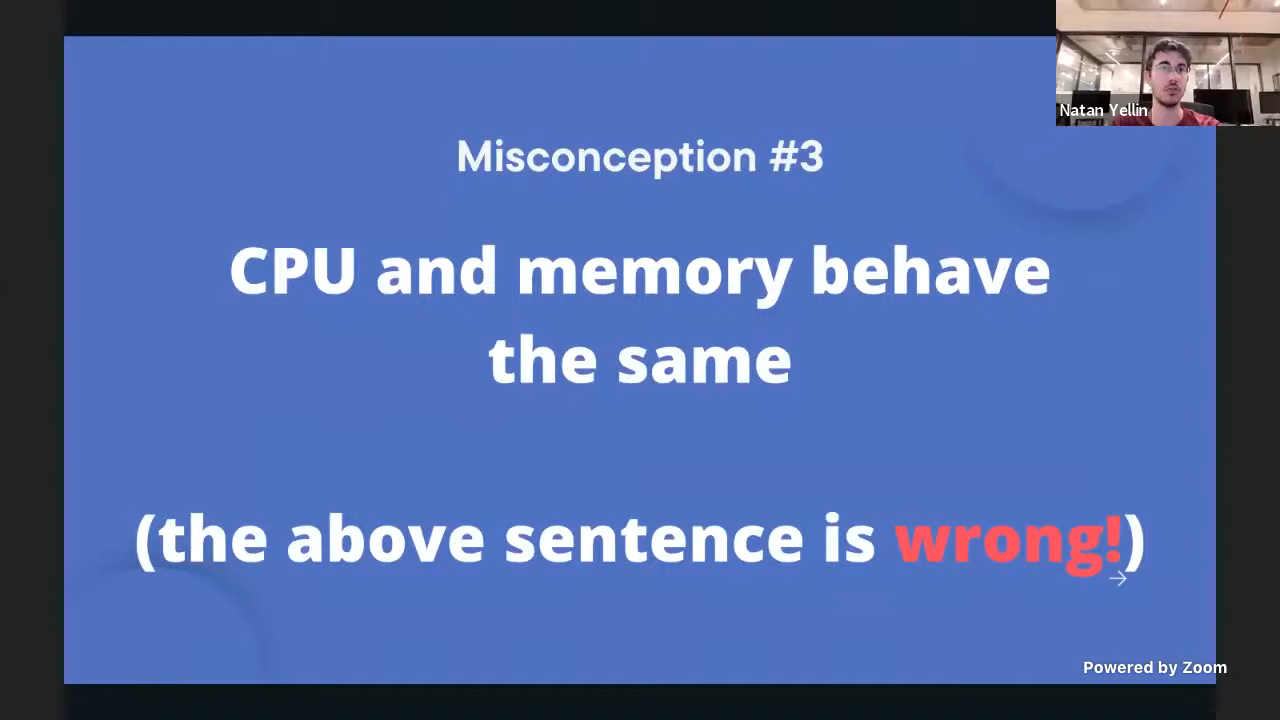 Natan Yellin
Misconception #3
CPU and memory behave
the same
(the above sentence is wrong!)
Powered by Zoom